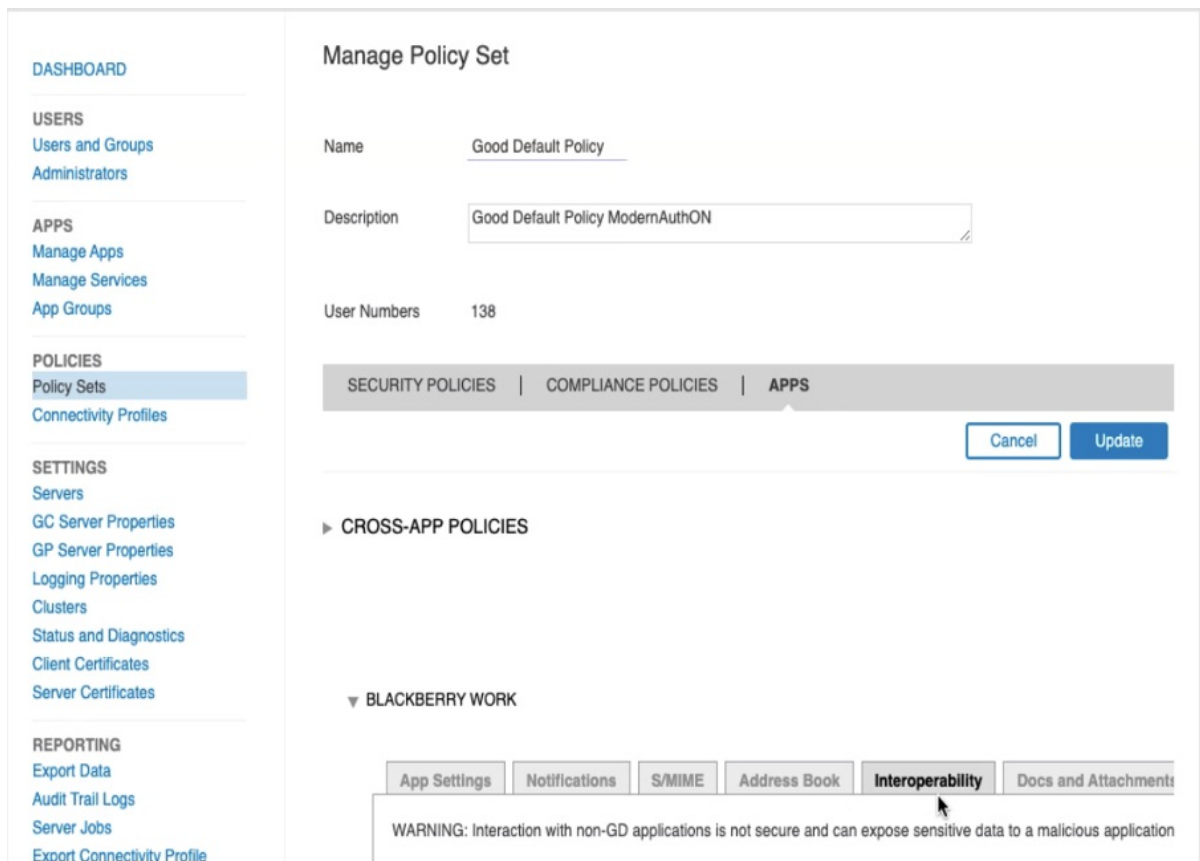 DASHBOARD
USERS
Users and Groups
Administrators
APPS
Manage Apps
Manage Services
App Groups
POLICIES
Policy Sets
Connectivity Profiles
SETTINGS
Servers
GC Server Properties
GP Server Properties
Logging Properties
Clusters
Status and Diagnostics
Client Certificates
Server Certificates
REPORTING
Export Data
Audit Trail Logs
Server Jobs
Export Connectivity Profile
Manage Policy Set
Name Good Default Policy
Description Good Default Policy ModernAuthON
User Numbers 138
SECURITY POLICIES | COMPLIANCE POLICIES | APPS
Cancel Update
CROSS-APP POLICIES
BLACKBERRY WORK
App Settings Notifications S/MIME Address Book Interoperability Docs and Attachments
WARNING: Interaction with non-GD applications is not secure and can expose sensitive data to a malicious application